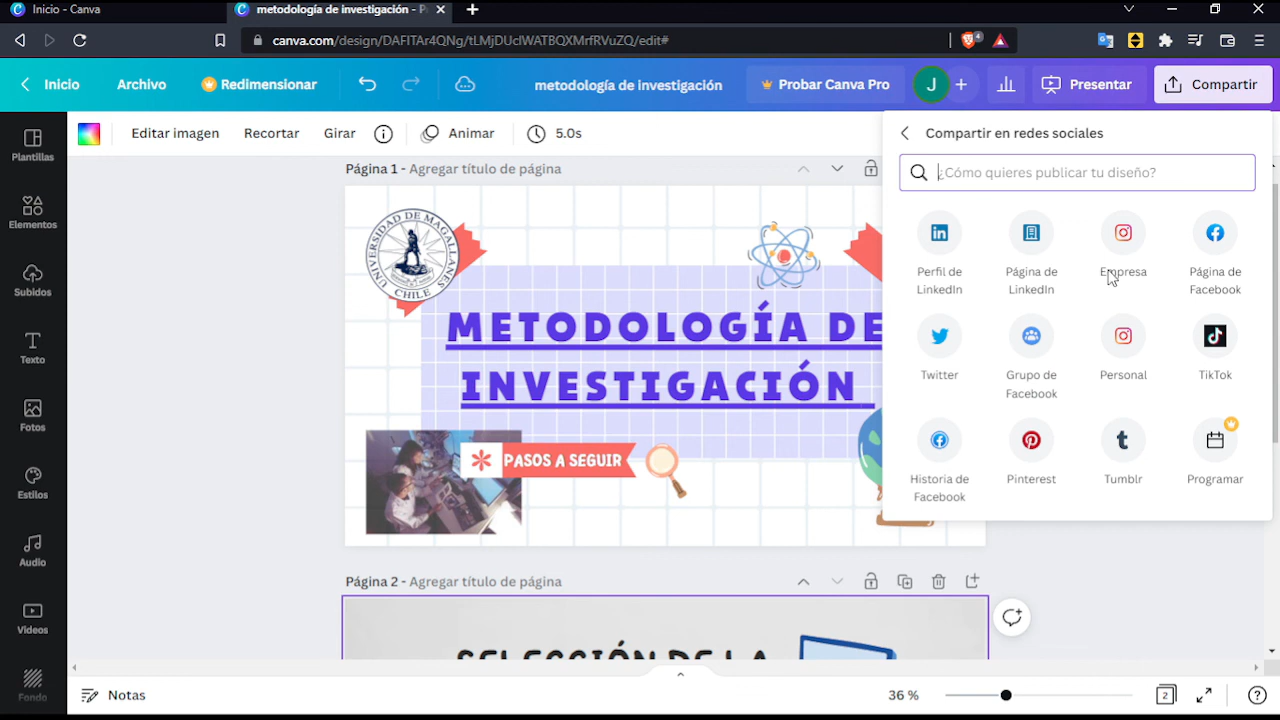 Inicio - Canva
metodología de investigación - P
canva.com/design/DAFITAr4QNg/tLMjDUclWATBQXMrfRVuZQ/edit#
4
Inicio
Archivo
Redimensionar
metodología de investigación
Probar Canva Pro
J
Presentar
Compartir
Editar imagen
Recortar
Girar
Animar
5.0s
Plantillas
Elementos
Subidos
Texto
Fotos
Estilos
Audio
Videos
Fondo
Página 1 - Agregar título de página
UNIVERSIDAD DE MAGALLANES
CHILE
METODOLOGÍA DE
INVESTIGACIÓN
PASOS A SEGUIR
Página 2 - Agregar título de página
SELECCIÓN DE LA
Compartir en redes sociales
¿Cómo quieres publicar tu diseño?
Perfil de
LinkedIn
Página de
LinkedIn
Empresa
Página de
Facebook
Twitter
Grupo de
Facebook
Personal
TikTok
Historia de
Facebook
Pinterest
Tumblr
Programar
Notas
36 %
2